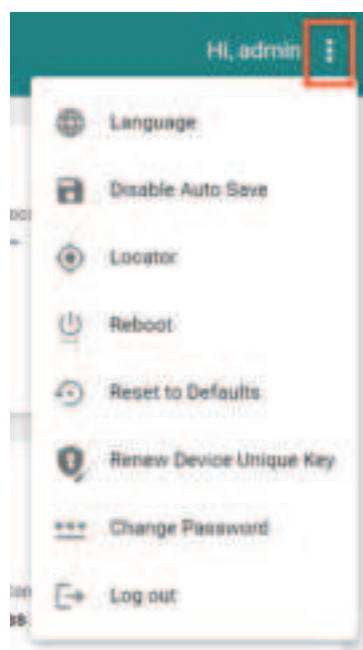 Hi, admin
Language
Disable Auto Save
Locator
Reboot
Reset to Defaults
Renew Device Unique Key
Change Password
Log out